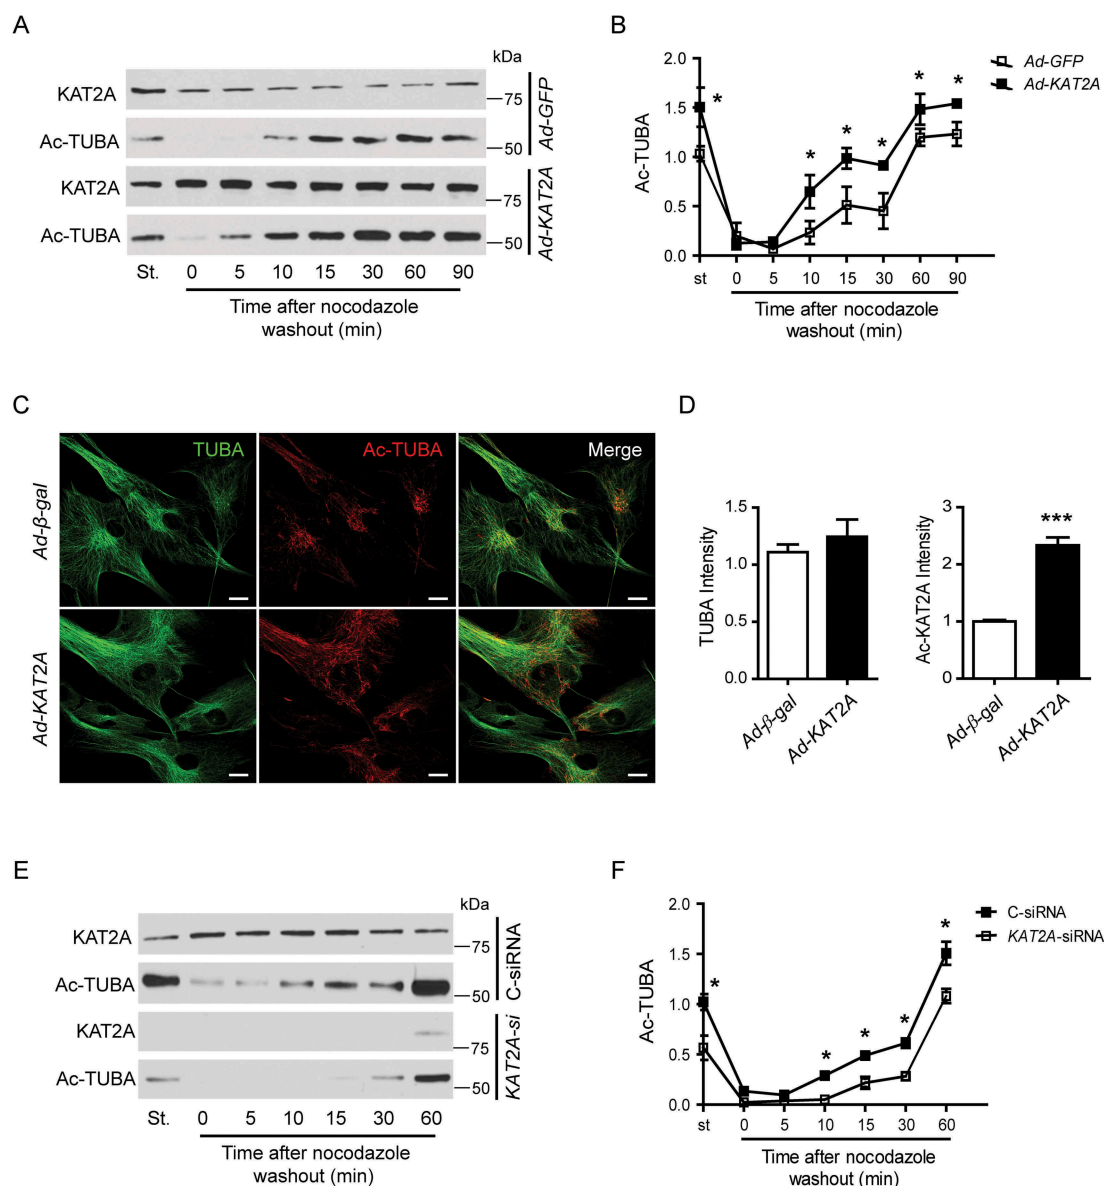 A
kDa
KAT2A
75
Ac-TUBA
50
Ad-GFP
KAT2A
75
Ac-TUBA
50
Ad-KAT2A
St. 0 5 10 15 30 60 90
Time after nocodazole
washout (min)
B
Ad-GFP
Ad-KAT2A
Ac-TUBA
2.0
1.5
1.0
0.5
0.0
* * * * * *
st 0 5 10 15 30 60 90
Time after nocodazole
washout (min)
C
TUBA Ac-TUBA Merge
Ad-β-gal
Ad-KAT2A
D
TUBA Intensity
1.5
1.0
0.5
0.0
Ad-β-gal Ad-KAT2A
Ac-KAT2A Intensity
3
2
1
0
***
Ad-β-gal Ad-KAT2A
E
kDa
KAT2A
75
Ac-TUBA
50
C-siRNA
KAT2A
75
Ac-TUBA
50
KAT2A-si
St. 0 5 10 15 30 60
Time after nocodazole
washout (min)
F
C-siRNA
KAT2A-siRNA
Ac-TUBA
2.0
1.5
1.0
0.5
0.0
* * * * *
st 0 5 10 15 30 60
Time after nocodazole
washout (min)